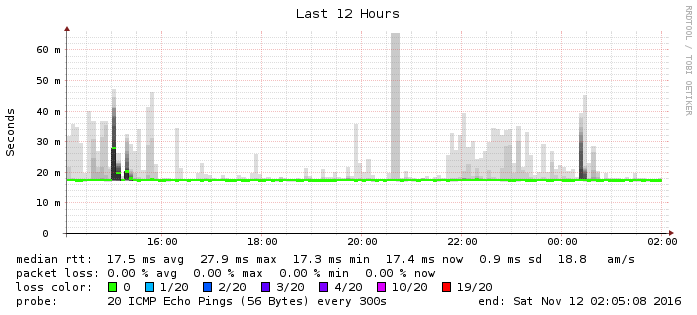 Last 12 Hours
RRDTOOL / TOBI OETIKER
Seconds
60 m
50 m
40 m
30 m
20 m
10 m
0
16:00 18:00 20:00 22:00 00:00 02:00
median rtt: 17.5 ms avg 27.9 ms max 17.3 ms min 17.4 ms now 0.9 ms sd 18.8 am/s
packet loss: 0.00 % avg 0.00 % max 0.00 % min 0.00 % now
loss color: 0 1/20 2/20 3/20 4/20 10/20 19/20
probe: 20 ICMP Echo Pings (56 Bytes) every 300s end: Sat Nov 12 02:05:08 2016